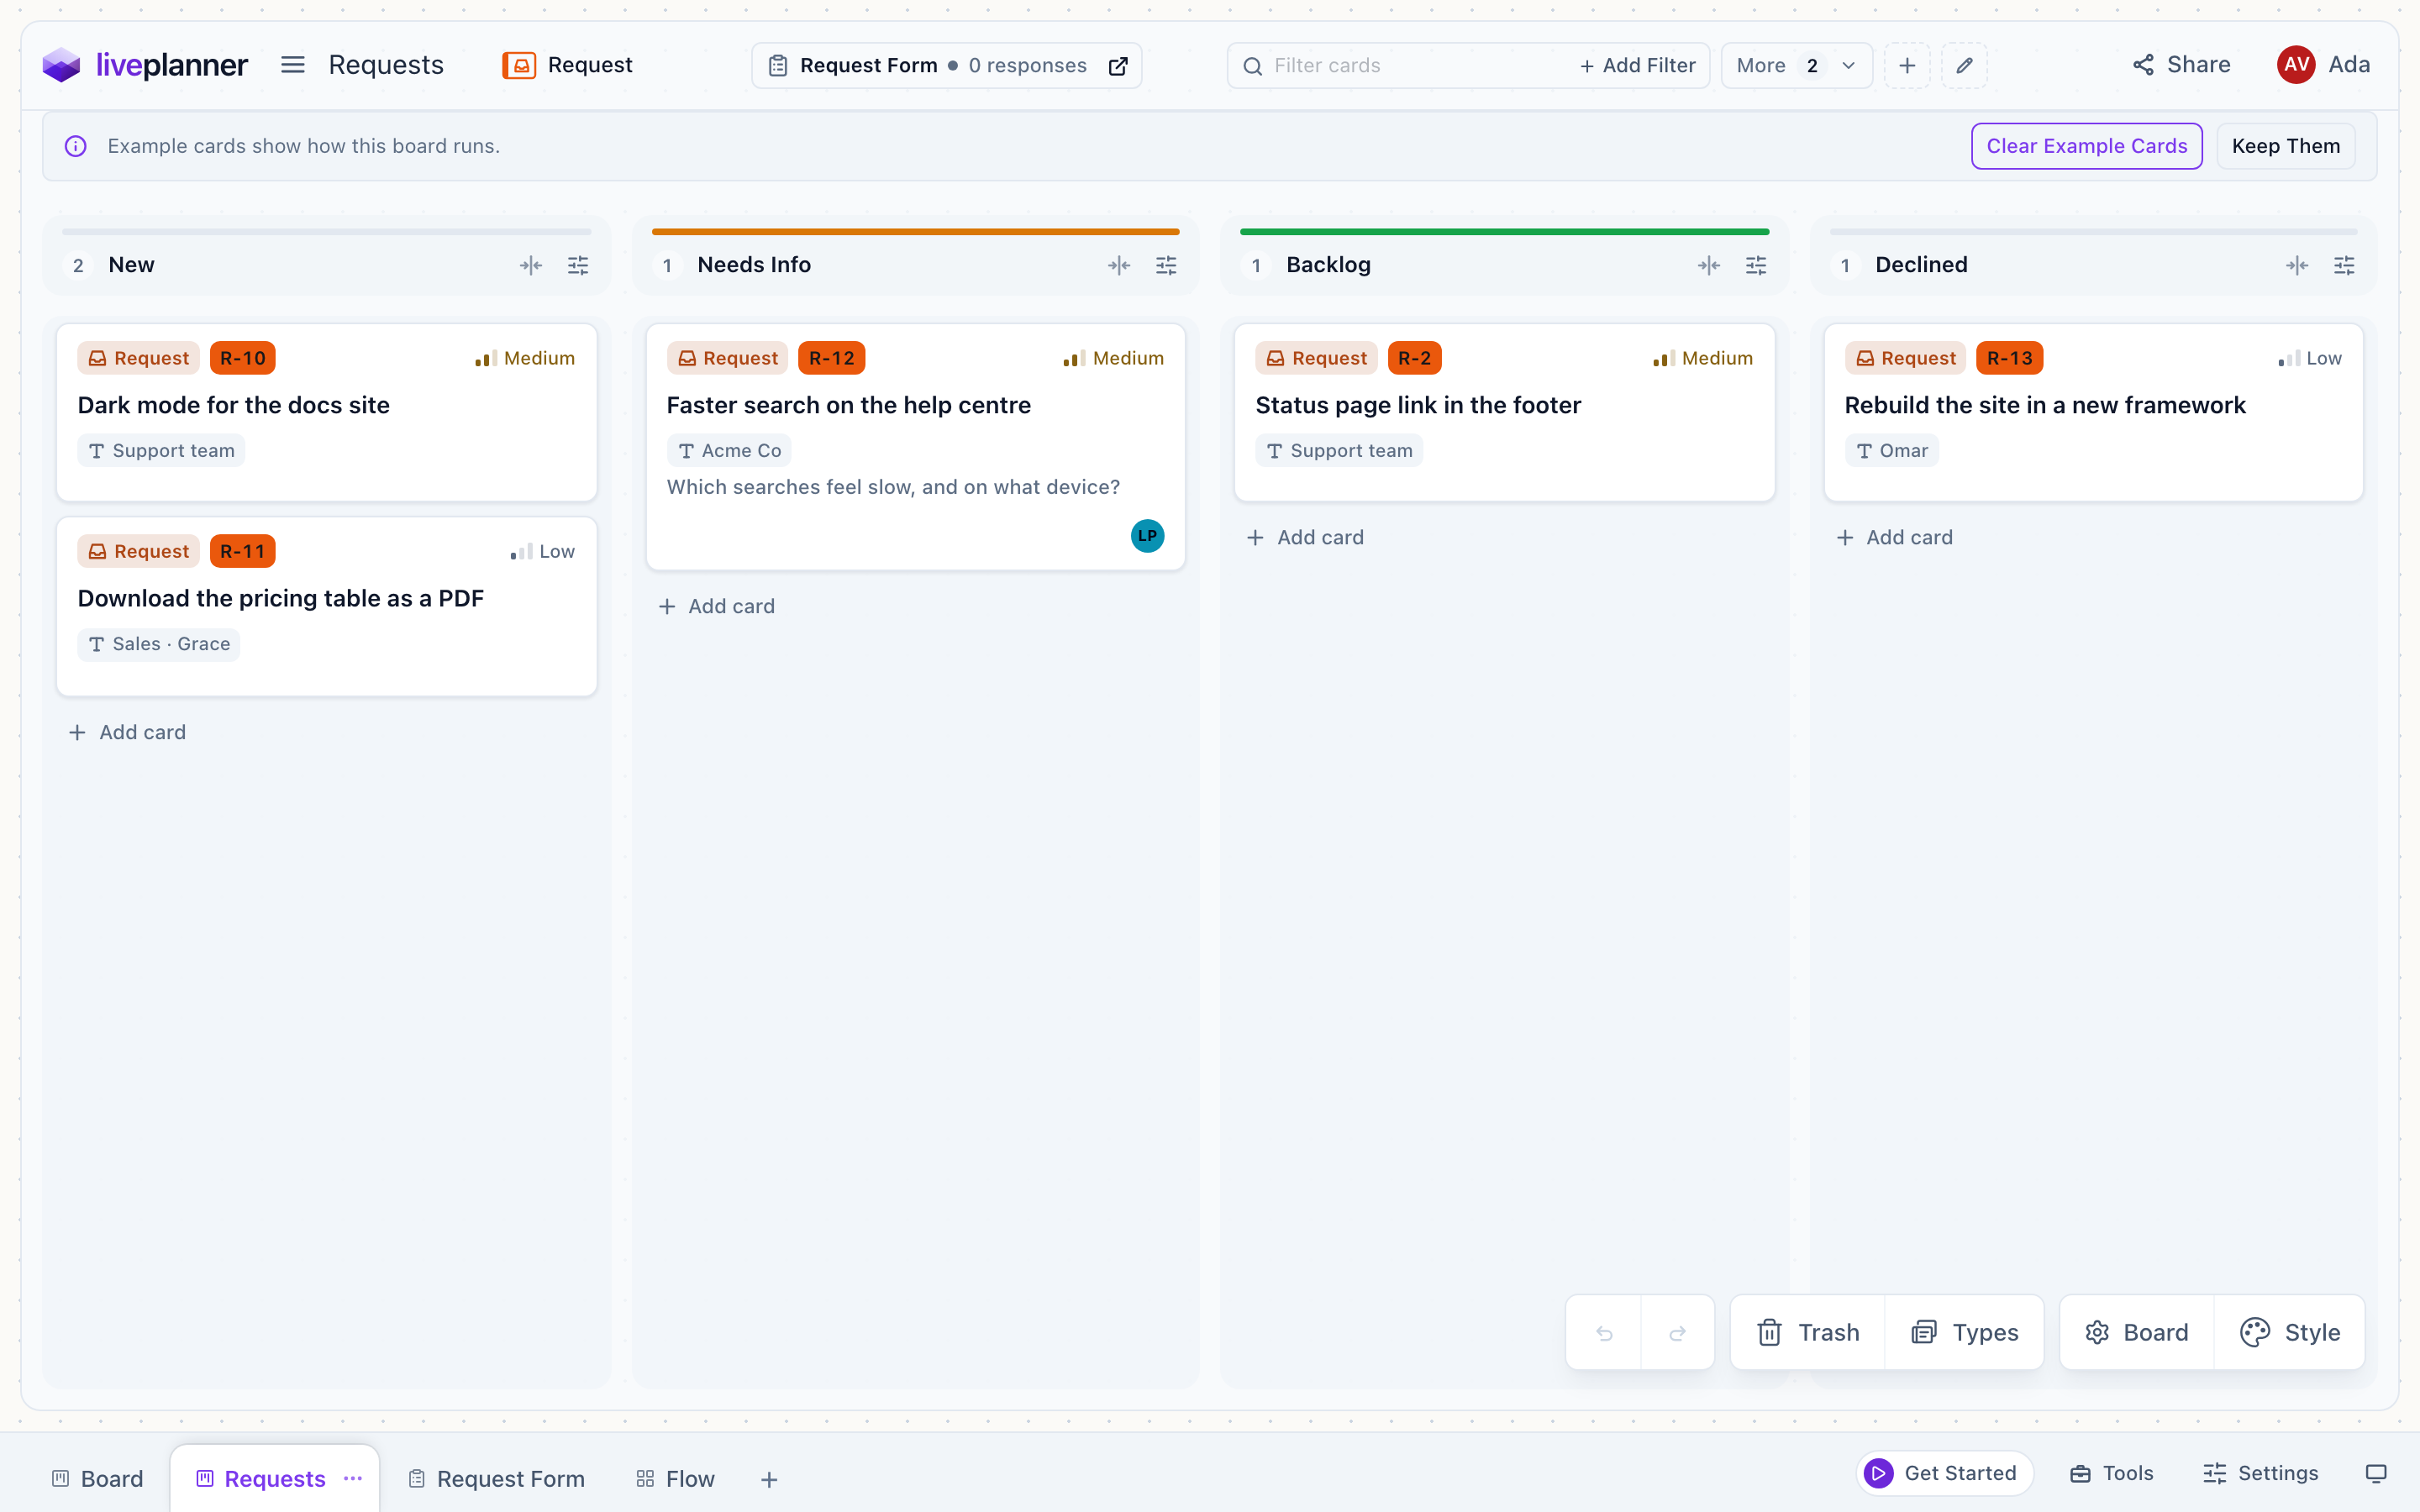 liveplanner Requests Request Request Form 0 responses Filter cards + Add Filter More 2 Share AV Ada
Example cards show how this board runs. Clear Example Cards Keep Them
2 New
Request R-10 Medium
Dark mode for the docs site
Support team
Request R-11 Low
Download the pricing table as a PDF
Sales · Grace
+ Add card
1 Needs Info
Request R-12 Medium
Faster search on the help centre
Acme Co
Which searches feel slow, and on what device?
LP
+ Add card
1 Backlog
Request R-2 Medium
Status page link in the footer
Support team
+ Add card
1 Declined
Request R-13 Low
Rebuild the site in a new framework
Omar
+ Add card
Trash Types Board Style
Board Requests Request Form Flow + Get Started Tools Settings